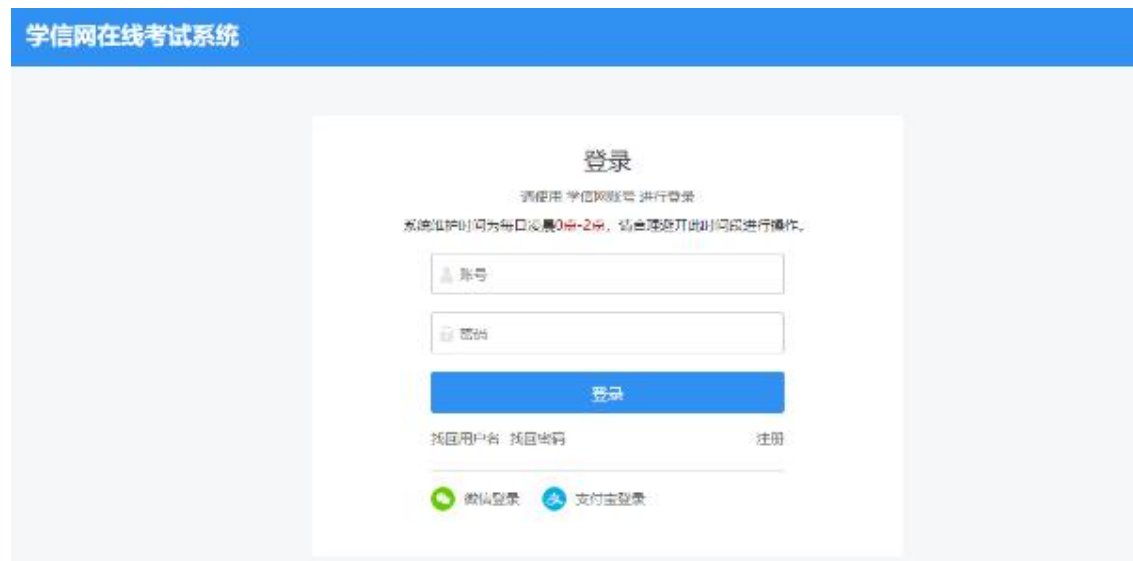 学信网在线考试系统
登录
请使用 学信网账号 进行登录
系统维护时间为每日凌晨0点-2点，请合理避开此时间段进行操作。
账号
密码
登录
找回用户名 找回密码 注册
微信登录 支付宝登录